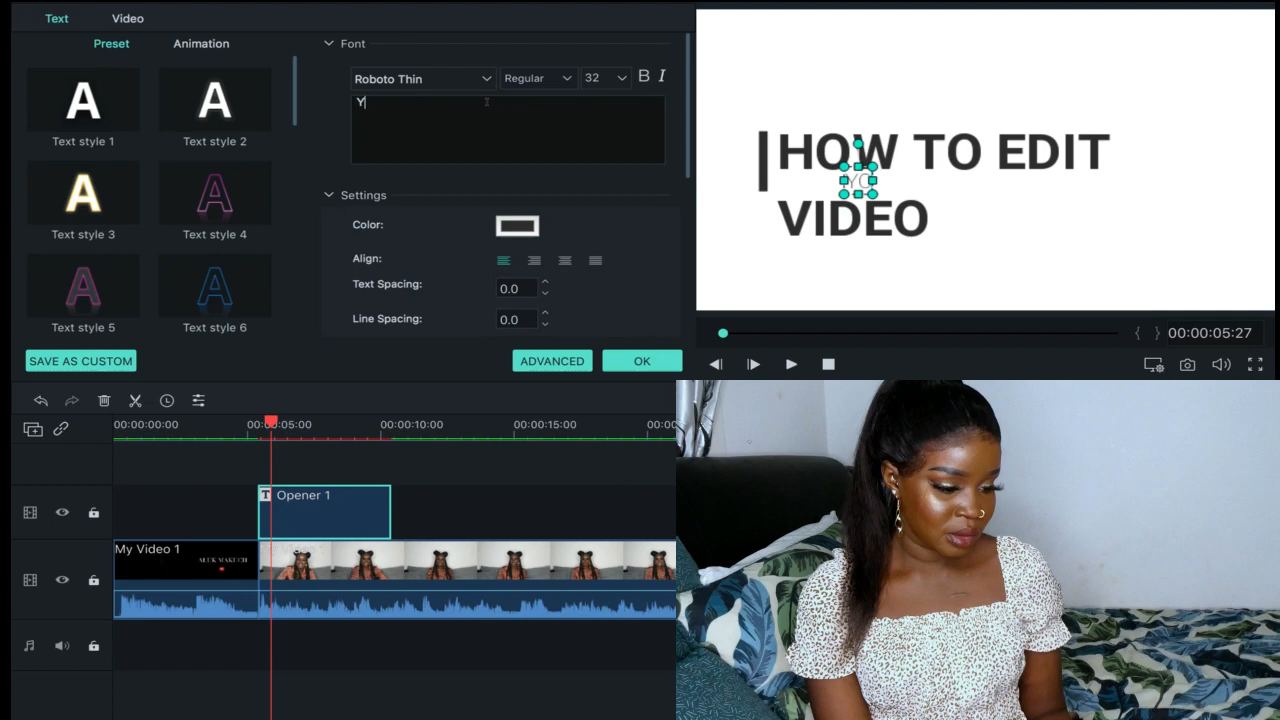 Text Video
Preset Animation
Font
Roboto Thin Regular 32 B I
Y
A A
Text style 1 Text style 2
A A
Text style 3 Text style 4
A A
Text style 5 Text style 6
Settings
Color:
Align:
Text Spacing: 0.0
Line Spacing: 0.0
SAVE AS CUSTOM ADVANCED OK
HOW TO EDIT
YO
VIDEO
{ } 00:00:05:27
00:00:00:00 00:00:05:00 00:00:10:00 00:00:15:00 00:00
T Opener 1
My Video 1